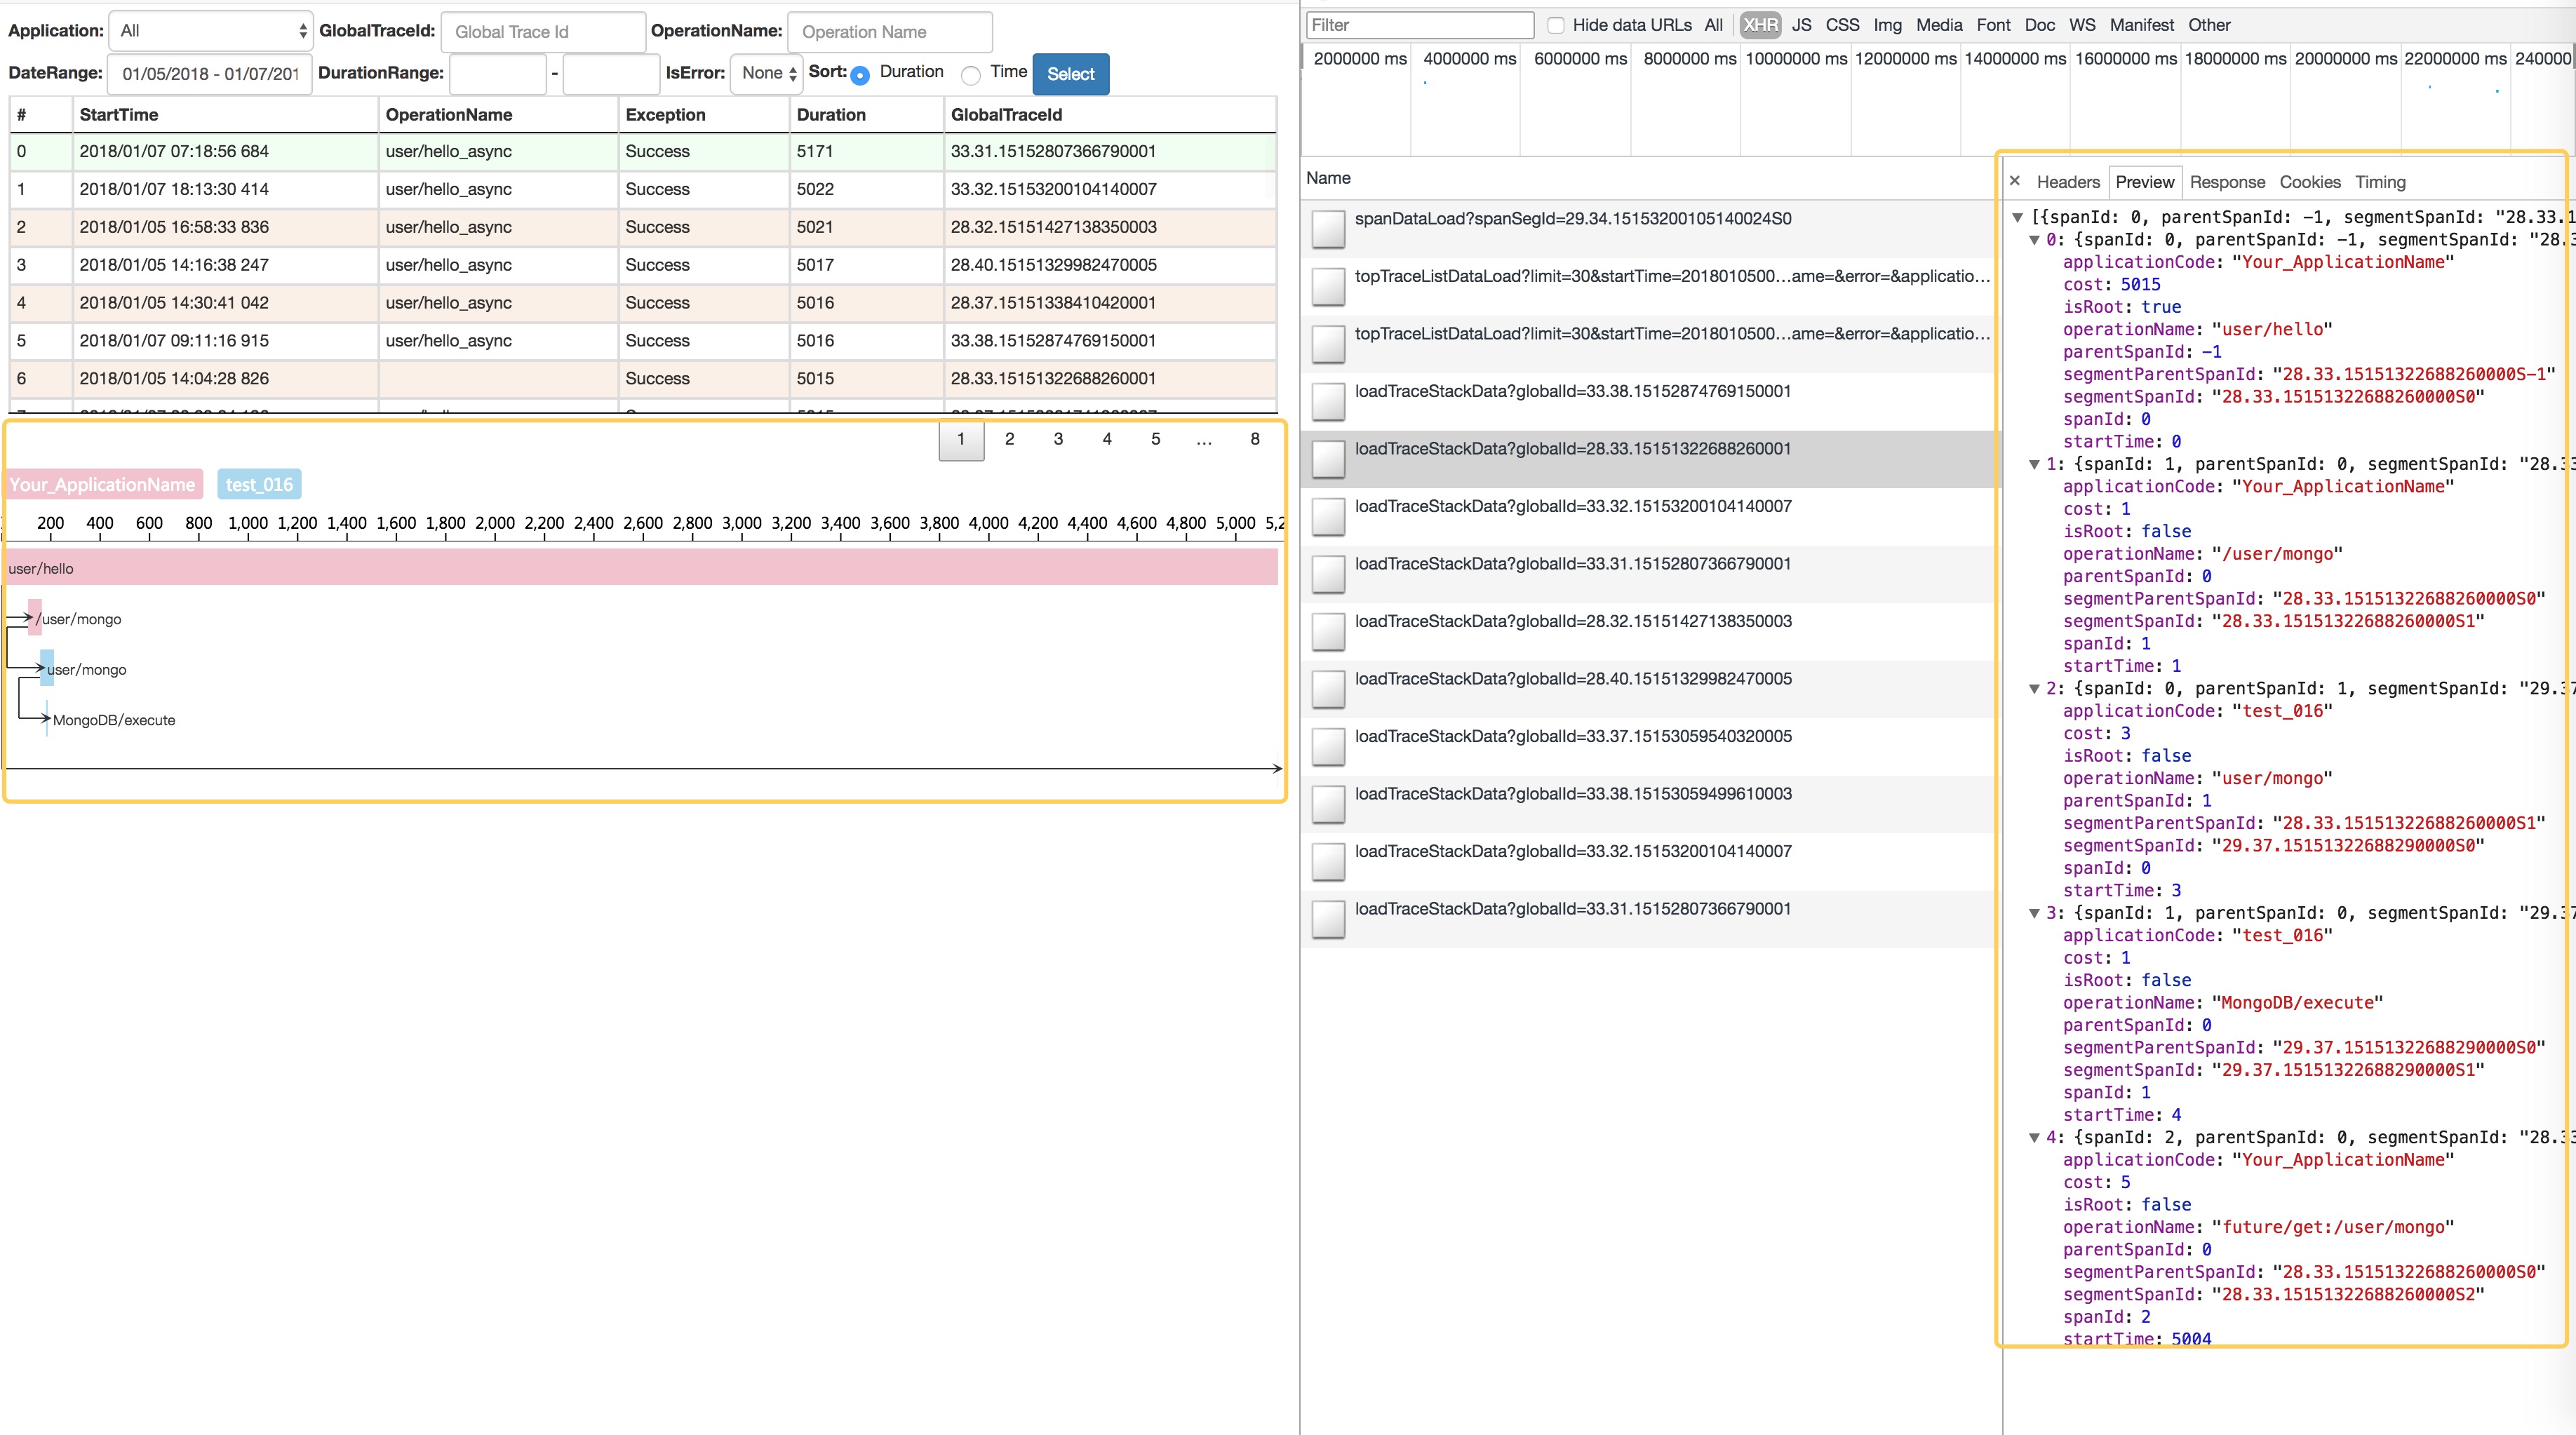 Application: All GlobalTraceId: Global Trace Id OperationName: Operation Name
DateRange: 01/05/2018 - 01/07/201 DurationRange: - IsError: None Sort: Duration Time Select
# StartTime OperationName Exception Duration GlobalTraceId
0 2018/01/07 07:18:56 684 user/hello_async Success 5171 33.31.15152807366790001
1 2018/01/07 18:13:30 414 user/hello_async Success 5022 33.32.15153200104140007
2 2018/01/05 16:58:33 836 user/hello_async Success 5021 28.32.15151427138350003
3 2018/01/05 14:16:38 247 user/hello_async Success 5017 28.40.15151329982470005
4 2018/01/05 14:30:41 042 user/hello_async Success 5016 28.37.15151338410420001
5 2018/01/07 09:11:16 915 user/hello_async Success 5016 33.38.15152874769150001
6 2018/01/05 14:04:28 826 Success 5015 28.33.15151322688260001
1 2 3 4 5 ... 8
Your_ApplicationName test_016
200 400 600 800 1,000 1,200 1,400 1,600 1,800 2,000 2,200 2,400 2,600 2,800 3,000 3,200 3,400 3,600 3,800 4,000 4,200 4,400 4,600 4,800 5,000 5,2
user/hello
/user/mongo
user/mongo
MongoDB/execute
Filter Hide data URLs All XHR JS CSS Img Media Font Doc WS Manifest Other
2000000 ms 4000000 ms 6000000 ms 8000000 ms 10000000 ms 12000000 ms 14000000 ms 16000000 ms 18000000 ms 20000000 ms 22000000 ms 240000
Name
spanDataLoad?spanSegId=29.34.15153200105140024S0
topTraceListDataLoad?limit=30&startTime=2018010500...ame=&error=&applicatio...
topTraceListDataLoad?limit=30&startTime=2018010500...ame=&error=&applicatio...
loadTraceStackData?globalId=33.38.15152874769150001
loadTraceStackData?globalId=28.33.15151322688260001
loadTraceStackData?globalId=33.32.15153200104140007
loadTraceStackData?globalId=33.31.15152807366790001
loadTraceStackData?globalId=28.32.15151427138350003
loadTraceStackData?globalId=28.40.15151329982470005
loadTraceStackData?globalId=33.37.15153059540320005
loadTraceStackData?globalId=33.38.15153059499610003
loadTraceStackData?globalId=33.32.15153200104140007
loadTraceStackData?globalId=33.31.15152807366790001
× Headers Preview Response Cookies Timing
▼ [{spanId: 0, parentSpanId: -1, segmentSpanId: "28.33.1
▼ 0: {spanId: 0, parentSpanId: -1, segmentSpanId: "28.3
applicationCode: "Your_ApplicationName"
cost: 5015
isRoot: true
operationName: "user/hello"
parentSpanId: -1
segmentParentSpanId: "28.33.15151322688260000S-1"
segmentSpanId: "28.33.15151322688260000S0"
spanId: 0
startTime: 0
▼ 1: {spanId: 1, parentSpanId: 0, segmentSpanId: "28.33
applicationCode: "Your_ApplicationName"
cost: 1
isRoot: false
operationName: "/user/mongo"
parentSpanId: 0
segmentParentSpanId: "28.33.15151322688260000S0"
segmentSpanId: "28.33.15151322688260000S1"
spanId: 1
startTime: 1
▼ 2: {spanId: 0, parentSpanId: 1, segmentSpanId: "29.37
applicationCode: "test_016"
cost: 3
isRoot: false
operationName: "user/mongo"
parentSpanId: 1
segmentParentSpanId: "28.33.15151322688260000S1"
segmentSpanId: "29.37.15151322688290000S0"
spanId: 0
startTime: 3
▼ 3: {spanId: 1, parentSpanId: 0, segmentSpanId: "29.37
applicationCode: "test_016"
cost: 1
isRoot: false
operationName: "MongoDB/execute"
parentSpanId: 0
segmentParentSpanId: "29.37.15151322688290000S0"
segmentSpanId: "29.37.15151322688290000S1"
spanId: 1
startTime: 4
▼ 4: {spanId: 2, parentSpanId: 0, segmentSpanId: "28.33
applicationCode: "Your_ApplicationName"
cost: 5
isRoot: false
operationName: "future/get:/user/mongo"
parentSpanId: 0
segmentParentSpanId: "28.33.15151322688260000S0"
segmentSpanId: "28.33.15151322688260000S2"
spanId: 2
startTime: 5004